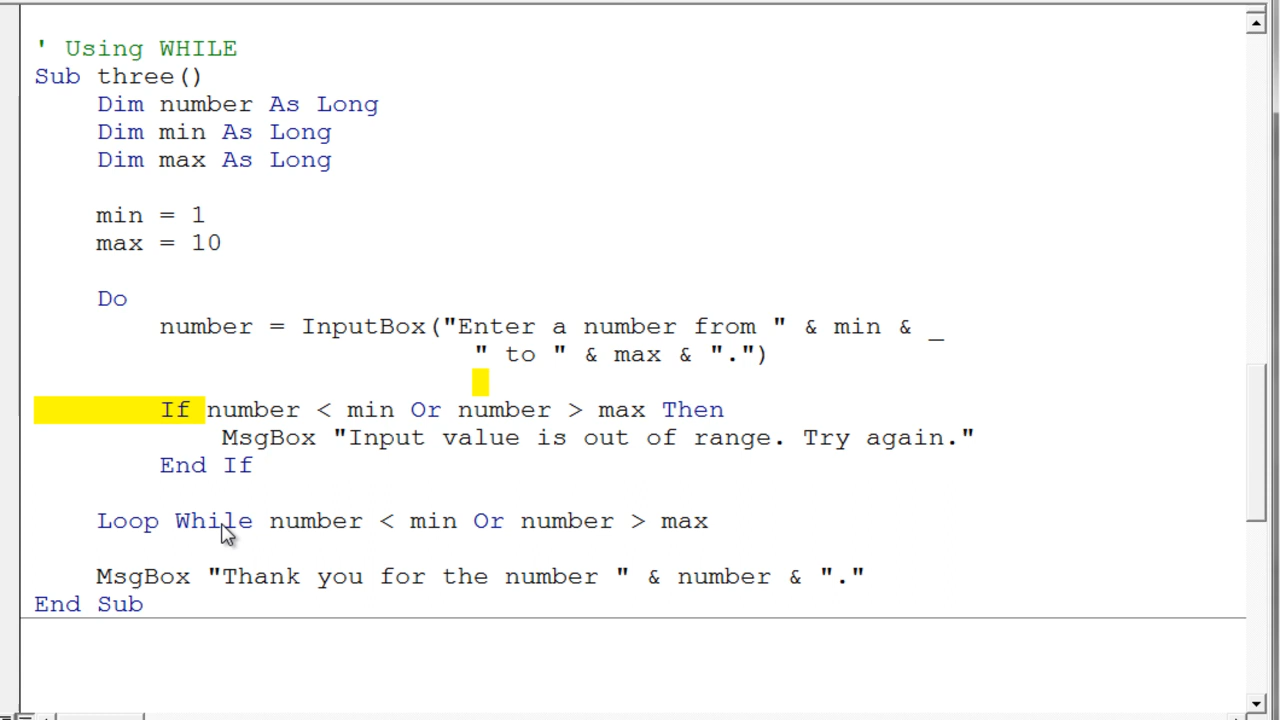 ' Using WHILE
Sub three()
    Dim number As Long
    Dim min As Long
    Dim max As Long

    min = 1
    max = 10

    Do
        number = InputBox("Enter a number from " & min & _
                            " to " & max & ".")

        If number < min Or number > max Then
            MsgBox "Input value is out of range. Try again."
        End If

    Loop While number < min Or number > max

    MsgBox "Thank you for the number " & number & "."
End Sub